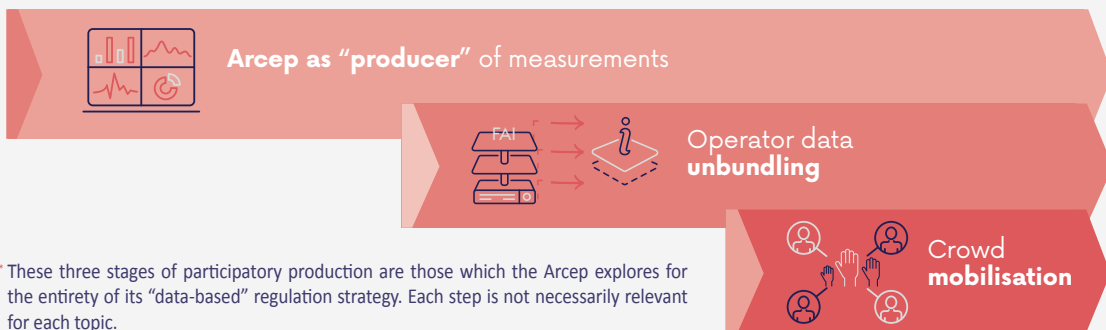 Arcep as “producer” of measurements
FAI
Operator data
unbundling
Crowd
mobilisation
* These three stages of participatory production are those which the Arcep explores for
the entirety of its “data-based” regulation strategy. Each step is not necessarily relevant
for each topic.